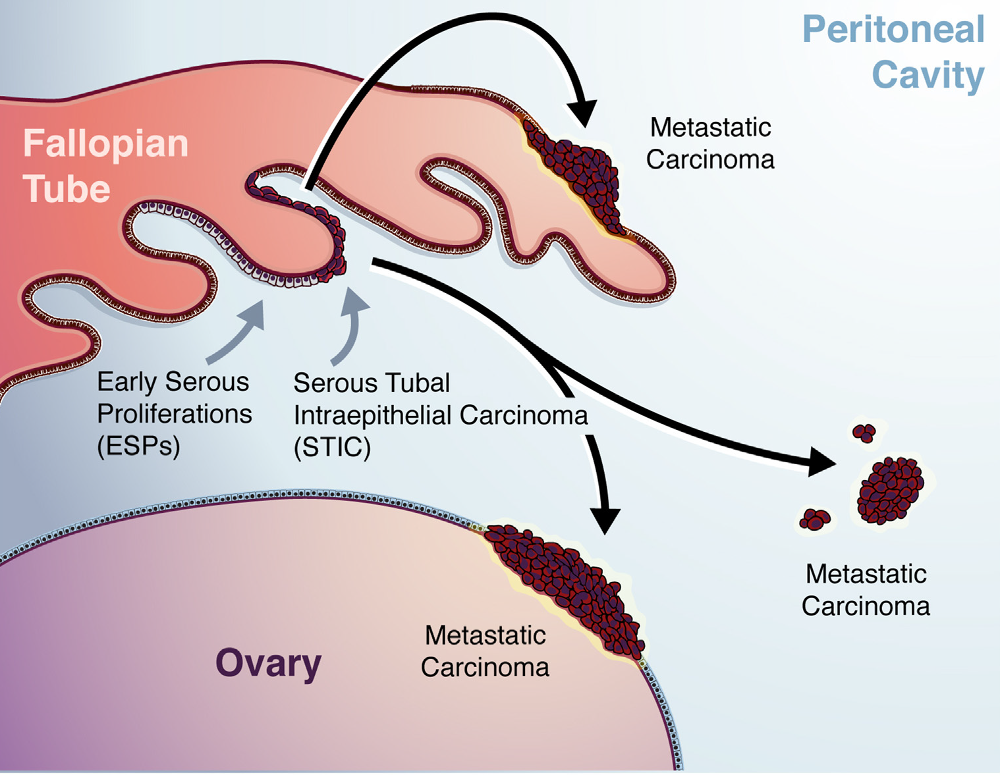 Peritoneal
Cavity
Metastatic
Carcinoma
Fallopian
Tube
Early Serous
Proliferations
(ESPs)
Serous Tubal
Intraepithelial Carcinoma
(STIC)
Metastatic
Carcinoma
Metastatic
Carcinoma
Ovary